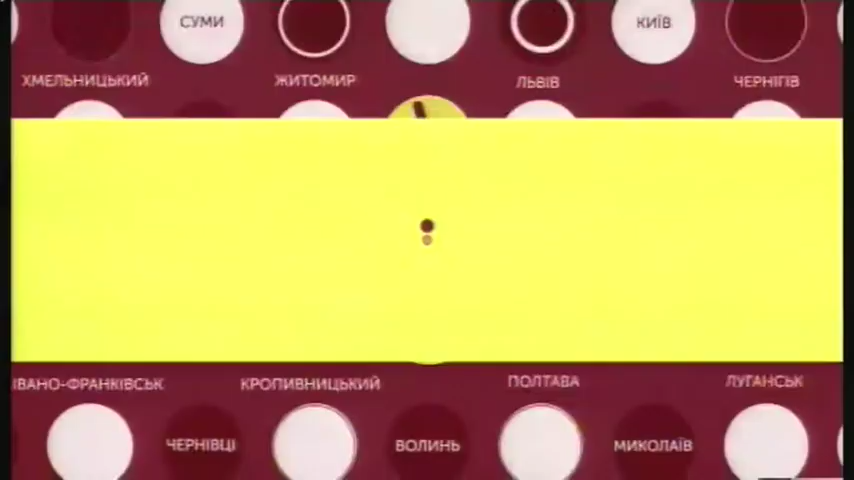 СУМИ
КИЇВ
ХМЕЛЬНИЦЬКИЙ
ЖИТОМИР
ЛЬВІВ
ЧЕРНІГІВ
ІВАНО-ФРАНКІВСЬК
КРОПИВНИЦЬКИЙ
ПОЛТАВА
ЛУГАНСЬК
ЧЕРНІВЦІ
ВОЛИНЬ
МИКОЛАЇВ